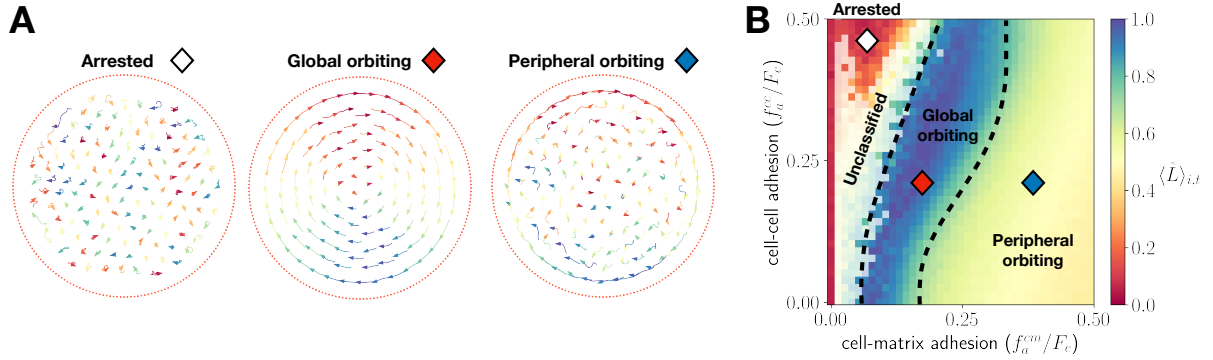 A
Arrested
Global orbiting
Peripheral orbiting
B
Arrested
0.50
0.25
0.00
cell-cell adhesion (f_a^{cc}/F_c)
Unclassified
Global
orbiting
Peripheral
orbiting
0.00
0.25
0.50
cell-matrix adhesion (f_a^{cm}/F_c)
1.0
0.8
0.6
0.4
0.2
0.0
⟨L̂⟩_{i,t}